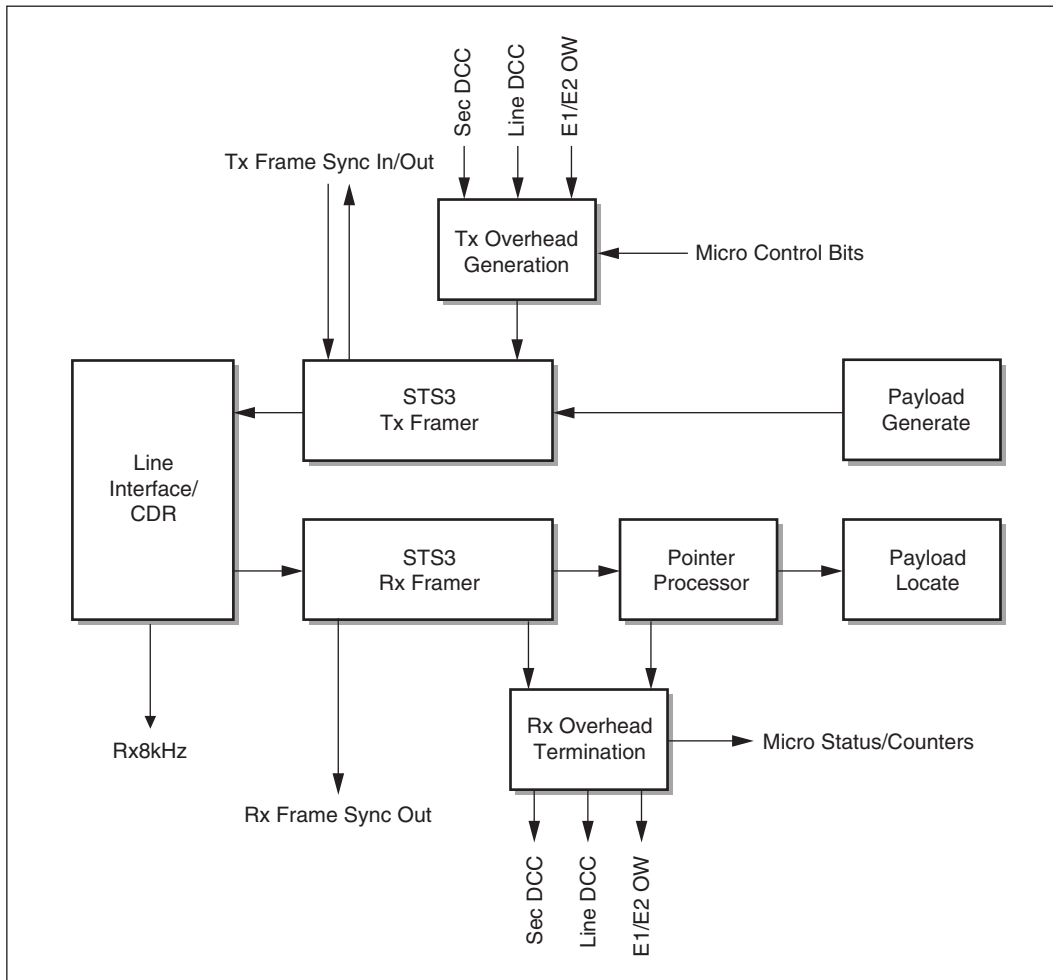 Sec DCC
Line DCC
E1/E2 OW
Tx Frame Sync In/Out
Tx Overhead
Generation
Micro Control Bits
STS3
Tx Framer
Payload
Generate
Line
Interface/
CDR
STS3
Rx Framer
Pointer
Processor
Payload
Locate
Rx8kHz
Rx Overhead
Termination
Micro Status/Counters
Rx Frame Sync Out
Sec DCC
Line DCC
E1/E2 OW